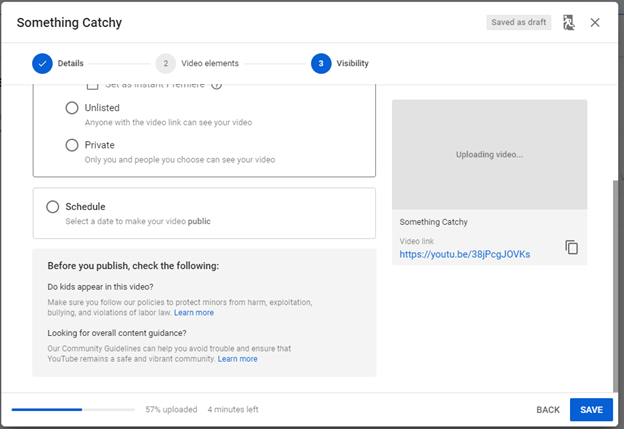 Something Catchy
Saved as draft
Details
2
Video elements
3
Visibility
Set as instant Premiere
Unlisted
Anyone with the video link can see your video
Private
Only you and people you choose can see your video
Schedule
Select a date to make your video public
Before you publish, check the following:
Do kids appear in this video?
Make sure you follow our policies to protect minors from harm, exploitation,
bullying, and violations of labor law. Learn more
Looking for overall content guidance?
Our Community Guidelines can help you avoid trouble and ensure that
YouTube remains a safe and vibrant community. Learn more
Uploading video...
Something Catchy
Video link
https://youtu.be/38jPcgJOVKs
57% uploaded 4 minutes left
BACK
SAVE